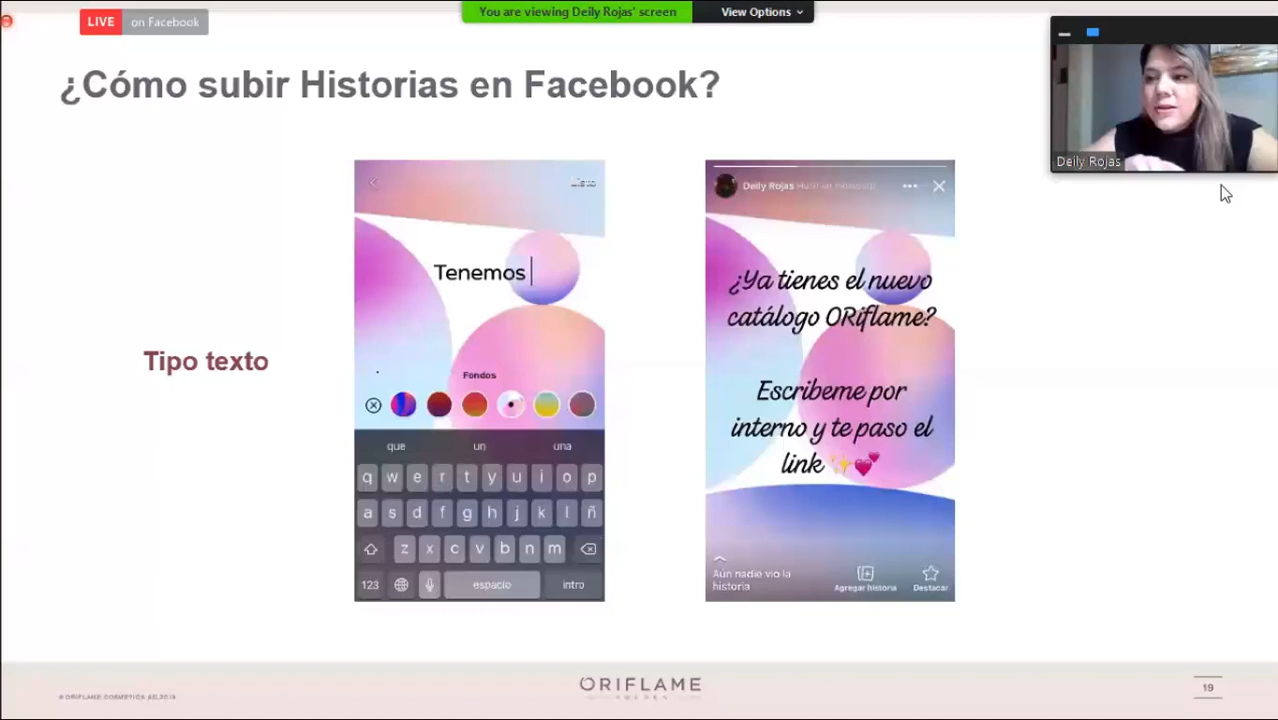 LIVE on Facebook
You are viewing Deily Rojas' screen
View Options
¿Cómo subir Historias en Facebook?
Deily Rojas
Tipo texto
Tenemos
Fondos
que un una
q w e r t y u i o p
a s d f g h j k l ñ
z x c v b n m
123 espacio intro
Deily Rojas
¿Ya tienes el nuevo
catálogo ORiflame?
Escribeme por
interno y te paso el
link ✨💕
Aún nadie vio la
historia
Agregar historia
Destacar
ORIFLAME
SWEDEN
19